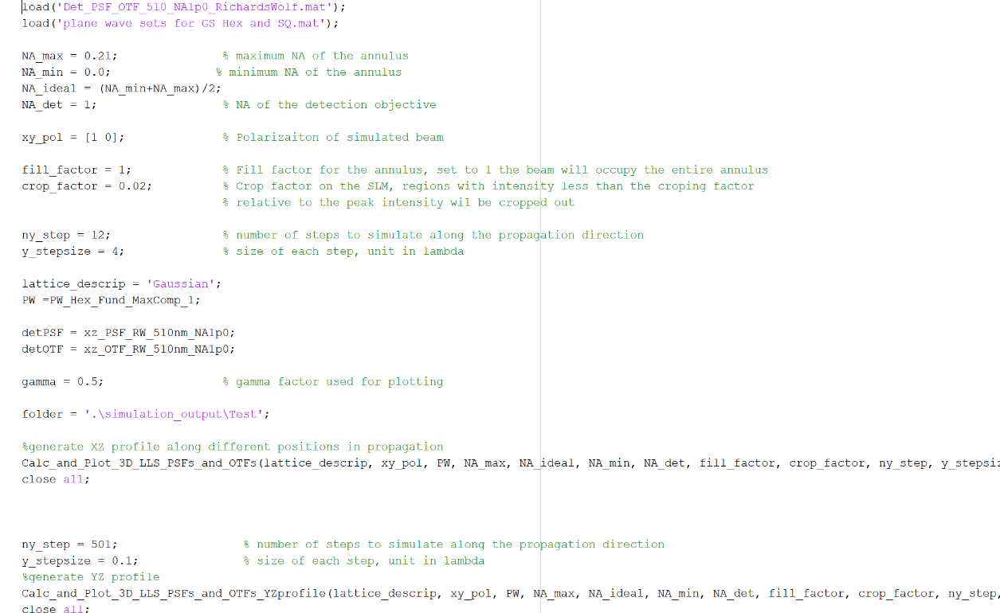 load('Det_PSF_OTF_510_NA1p0_RichardsWolf.mat');
load('plane wave sets for GS Hex and SQ.mat');
NA_max = 0.21; % maximum NA of the annulus
NA_min = 0.0; % minimum NA of the annulus
NA_ideal = (NA_min+NA_max)/2;
NA_det = 1; % NA of the detection objective
xy_pol = [1 0]; % Polarizaiton of simulated beam
fill_factor = 1; % Fill factor for the annulus, set to 1 the beam will occupy the entire annulus
crop_factor = 0.02; % Crop factor on the SLM, regions with intensity less than the croping factor
% relative to the peak intensity wil be cropped out
ny_step = 12; % number of steps to simulate along the propagation direction
y_stepsize = 4; % size of each step, unit in lambda
lattice_descrip = 'Gaussian';
PW =PW_Hex_Fund_MaxComp_1;
detPSF = xz_PSF_RW_510nm_NA1p0;
detOTF = xz_OTF_RW_510nm_NA1p0;
gamma = 0.5; % gamma factor used for plotting
folder = '.\simulation_output\Test';
%generate XZ profile along different positions in propagation
Calc_and_Plot_3D_LLS_PSFs_and_OTFs(lattice_descrip, xy_pol, PW, NA_max, NA_ideal, NA_min, NA_det, fill_factor, crop_factor, ny_step, y_stepsiz
close all;
ny_step = 501; % number of steps to simulate along the propagation direction
y_stepsize = 0.1; % size of each step, unit in lambda
%generate YZ profile
Calc_and_Plot_3D_LLS_PSFs_and_OTFs_YZprofile(lattice_descrip, xy_pol, PW, NA_max, NA_ideal, NA_min, NA_det, fill_factor, crop_factor, ny_step,
close all;